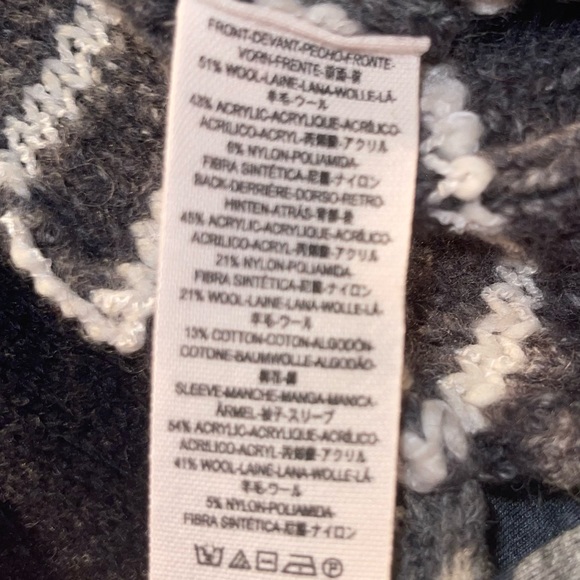 FRONT-DEVANT-PECHO-FRONTE-
VORN-FRENTE-前面-前
51% WOOL-LAINE-LANA-WOLLE-LÃ-
羊毛-ウール
43% ACRYLIC-ACRYLIQUE-ACRÍLICO-
ACRILICO-ACRYL-丙烯酸-アクリル
6% NYLON-POLIAMIDA-
FIBRA SINTÉTICA-尼龍-ナイロン
BACK-DERRIÈRE-DORSO-RETRO-
HINTEN-ATRÁS-背部-後
45% ACRYLIC-ACRYLIQUE-ACRÍLICO-
ACRILICO-ACRYL-丙烯酸-アクリル
21% NYLON-POLIAMIDA-
FIBRA SINTÉTICA-尼龍-ナイロン
21% WOOL-LAINE-LANA-WOLLE-LÃ-
羊毛-ウール
13% COTTON-COTON-ALGODÓN-
COTONE-BAUMWOLLE-ALGODÃO-
棉花-綿
SLEEVE-MANCHE-MANGA-MANICA-
ÄRMEL-袖子-スリーブ
54% ACRYLIC-ACRYLIQUE-ACRÍLICO-
ACRILICO-ACRYL-丙烯酸-アクリル
41% WOOL-LAINE-LANA-WOLLE-LÃ-
羊毛-ウール
5% NYLON-POLIAMIDA-
FIBRA SINTÉTICA-尼龍-ナイロン